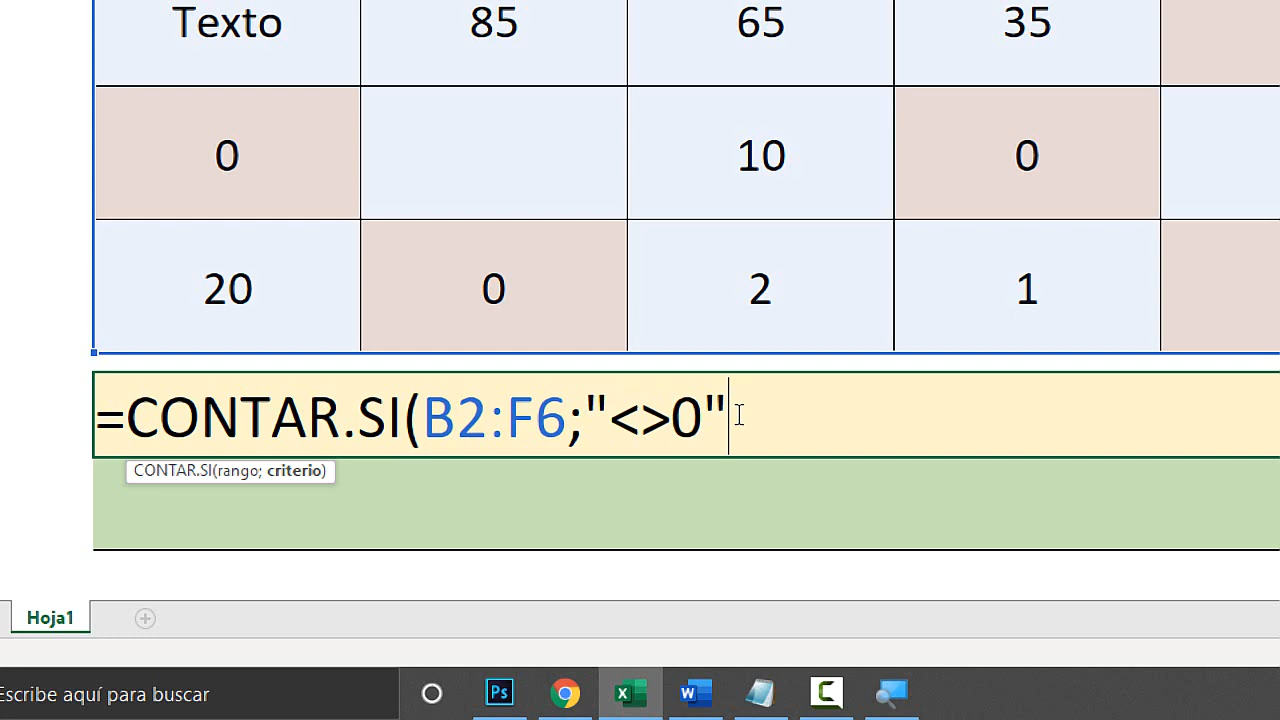 Texto 85 65 35
0 10 0
20 0 2 1
=CONTAR.SI(B2:F6;"<>0"
CONTAR.SI(rango; criterio)
Hoja1
Escribe aquí para buscar
Ps
X
W
C